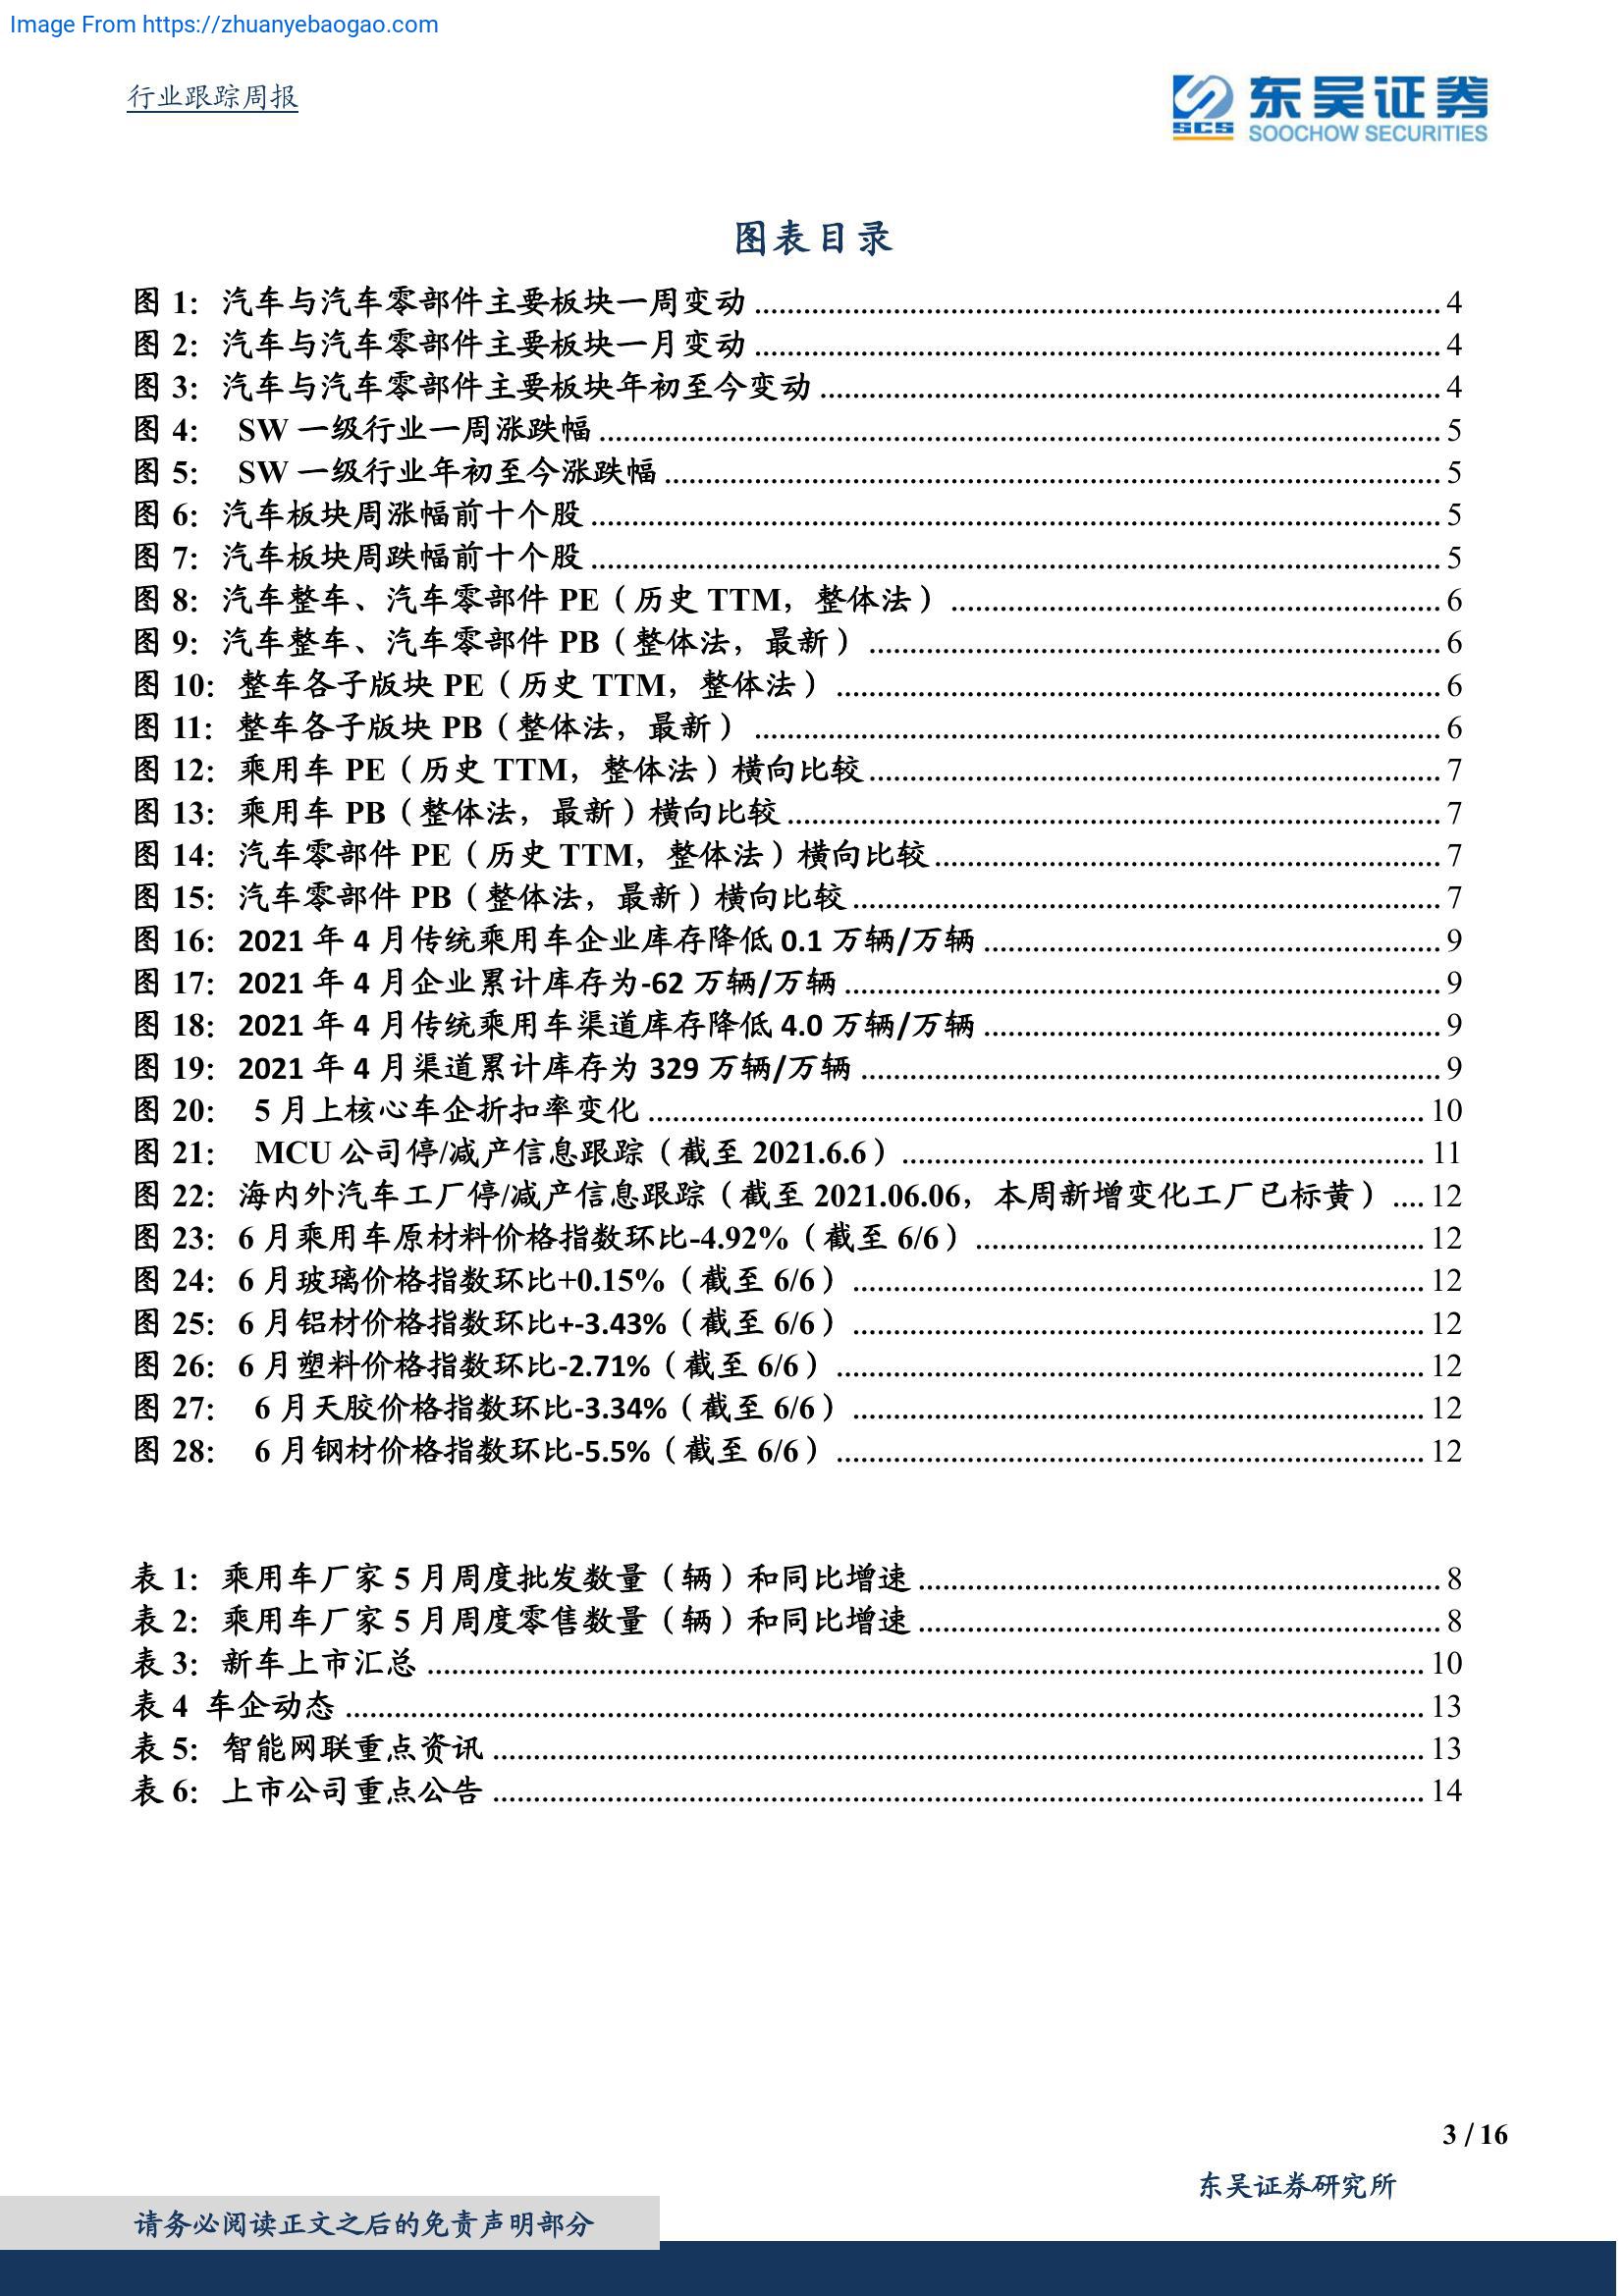 Image From https://zhuanyebaogao.com
行业跟踪周报
东吴证券
SCS
SOOCHOW SECURITIES
图表目录
图 1: 汽车与汽车零部件主要板块一周变动 4
图 2: 汽车与汽车零部件主要板块一月变动 4
图 3: 汽车与汽车零部件主要板块年初至今变动 4
图 4: SW 一级行业一周涨跌幅 5
图 5: SW 一级行业年初至今涨跌幅 5
图 6: 汽车板块周涨幅前十个股 5
图 7: 汽车板块周跌幅前十个股 5
图 8: 汽车整车、汽车零部件 PE（历史 TTM，整体法） 6
图 9: 汽车整车、汽车零部件 PB（整体法，最新） 6
图 10: 整车各子版块 PE（历史 TTM，整体法） 6
图 11: 整车各子版块 PB（整体法，最新） 6
图 12: 乘用车 PE（历史 TTM，整体法）横向比较 7
图 13: 乘用车 PB（整体法，最新）横向比较 7
图 14: 汽车零部件 PE（历史 TTM，整体法）横向比较 7
图 15: 汽车零部件 PB（整体法，最新）横向比较 7
图 16: 2021 年 4 月传统乘用车企业库存降低 0.1 万辆/万辆 9
图 17: 2021 年 4 月企业累计库存为-62 万辆/万辆 9
图 18: 2021 年 4 月传统乘用车渠道库存降低 4.0 万辆/万辆 9
图 19: 2021 年 4 月渠道累计库存为 329 万辆/万辆 9
图 20: 5 月上核心车企折扣率变化 10
图 21: MCU 公司停/减产信息跟踪（截至 2021.6.6） 11
图 22: 海内外汽车工厂停/减产信息跟踪（截至 2021.06.06，本周新增变化工厂已标黄） 12
图 23: 6 月乘用车原材料价格指数环比-4.92%（截至 6/6） 12
图 24: 6 月玻璃价格指数环比+0.15%（截至 6/6） 12
图 25: 6 月铝材价格指数环比+-3.43%（截至 6/6） 12
图 26: 6 月塑料价格指数环比-2.71%（截至 6/6） 12
图 27: 6 月天胶价格指数环比-3.34%（截至 6/6） 12
图 28: 6 月钢材价格指数环比-5.5%（截至 6/6） 12
表 1: 乘用车厂家 5 月周度批发数量（辆）和同比增速 8
表 2: 乘用车厂家 5 月周度零售数量（辆）和同比增速 8
表 3: 新车上市汇总 10
表 4 车企动态 13
表 5: 智能网联重点资讯 13
表 6: 上市公司重点公告 14
3 / 16
东吴证券研究所
请务必阅读正文之后的免责声明部分